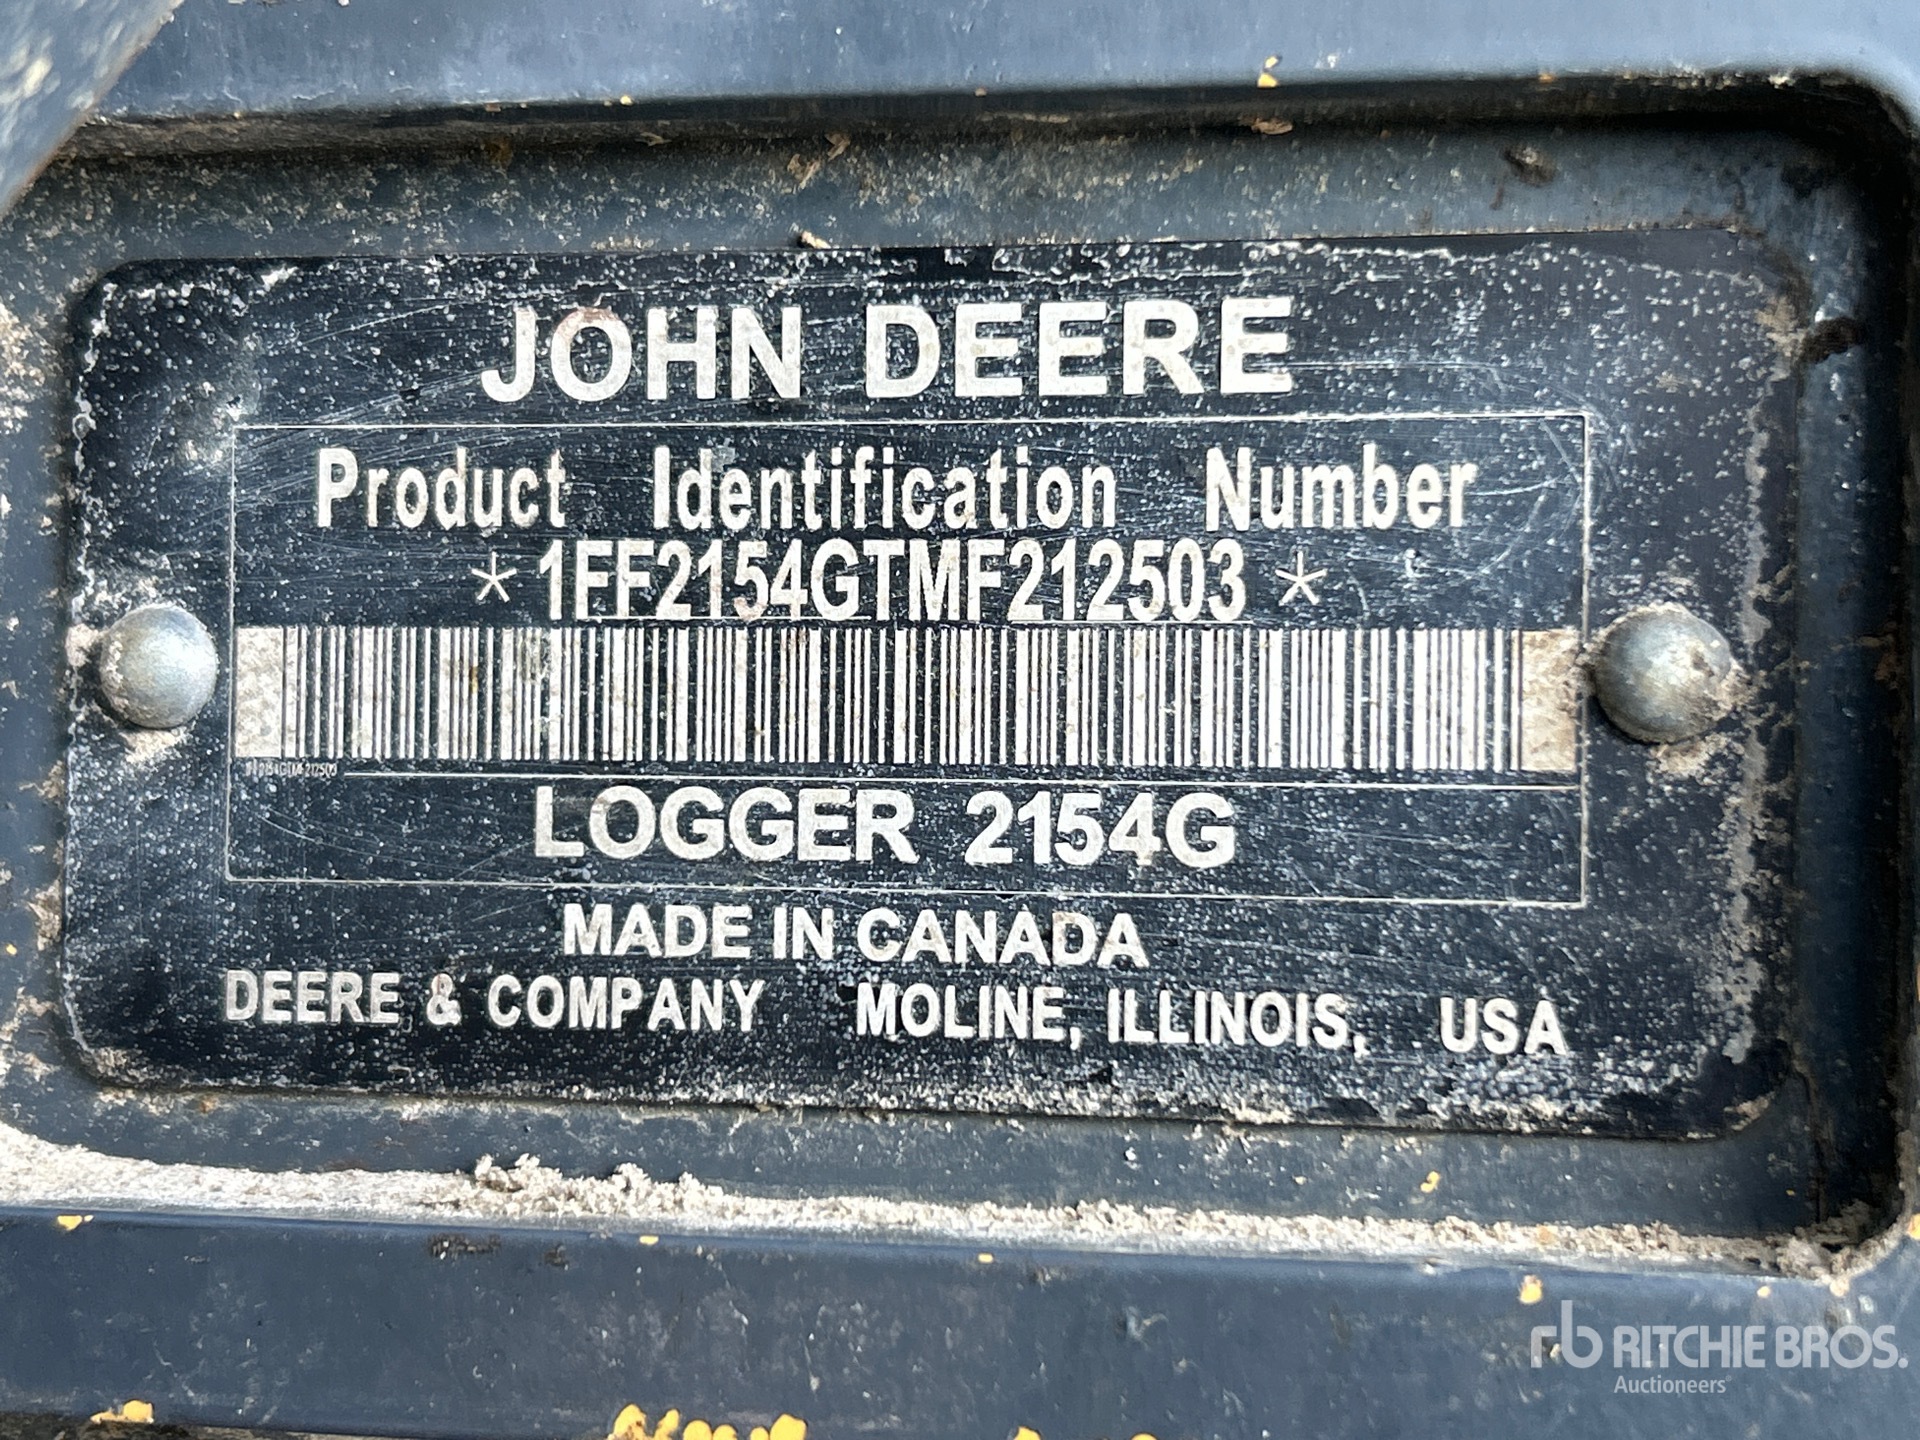 JOHN DEERE
Product Identification Number
*1FF2154GTMF212503*
LOGGER 2154G
MADE IN CANADA
DEERE & COMPANY MOLINE, ILLINOIS, USA
rb RITCHIE BROS.
Auctioneers